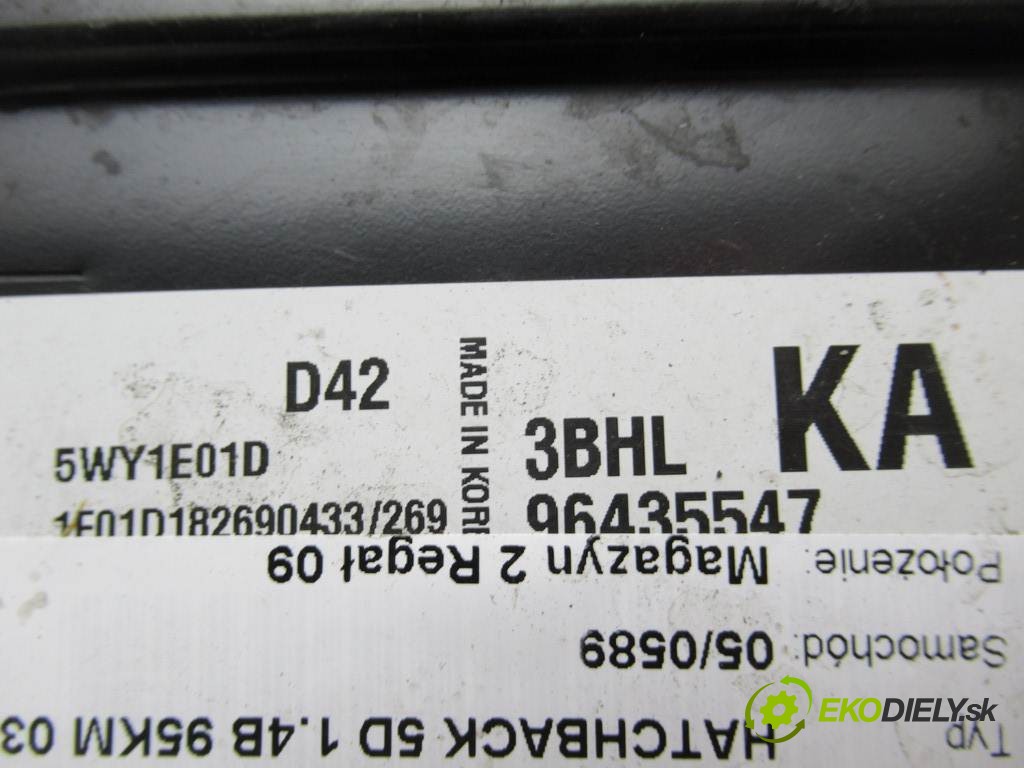 D42
MADE IN KOR
3BHL
KA
5WY1E01D
1E01D182690433/269
96435547
Położenie: Magazyn 2 Regał 09
Samochód: 05/0589
Typ HATCHBACK 5D 1.4B 95KM 03
EKODIELY.sk